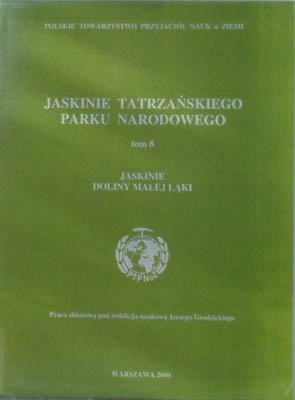 POLSKIE TOWARZYSTWO PRZYJACIÓŁ NAUK o ZIEMI
JASKINIE TATRZAŃSKIEGO
PARKU NARODOWEGO
tom 8
JASKINIE
DOLINY MAŁEJ ŁĄKI
PTPNoZ
Praca zbiorowa pod redakcją naukową Jerzego Grodzickiego
WARSZAWA 2000